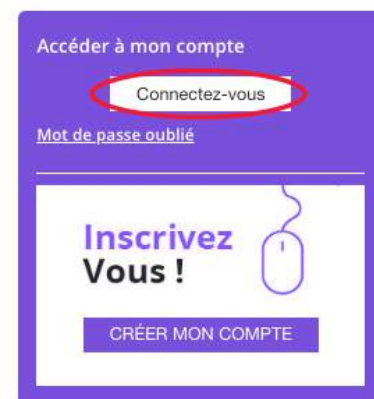 Accéder à mon compte
Connectez-vous
Mot de passe oublié
Inscrivez
Vous !
CRÉER MON COMPTE